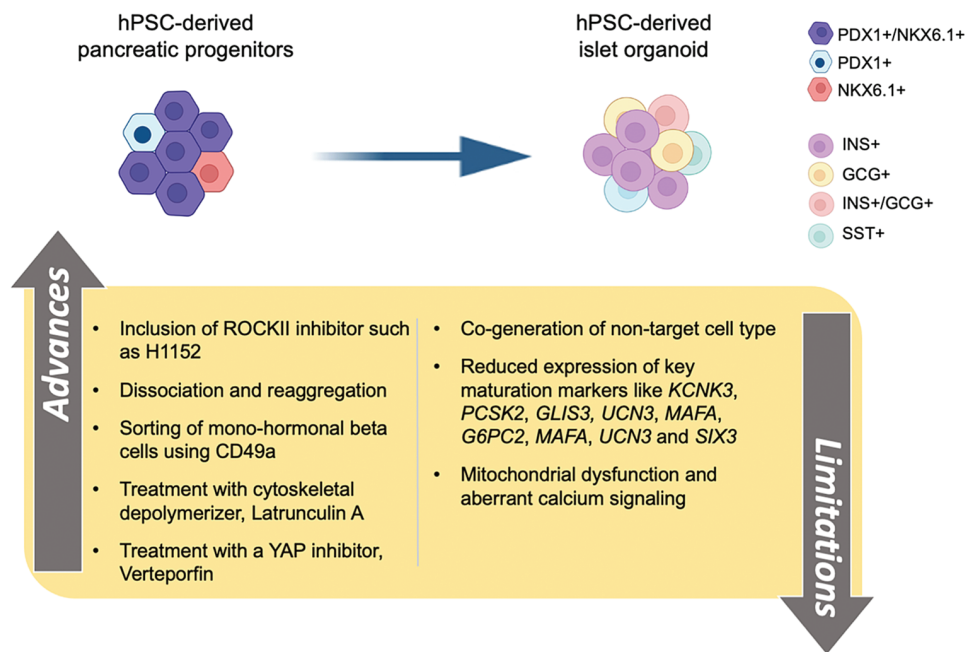 hPSC-derived
pancreatic progenitors
hPSC-derived
islet organoid
PDX1+/NKX6.1+
PDX1+
NKX6.1+
INS+
GCG+
INS+/GCG+
SST+
Advances
• Inclusion of ROCKII inhibitor such
as H1152
• Dissociation and reaggregation
• Sorting of mono-hormonal beta
cells using CD49a
• Treatment with cytoskeletal
depolymerizer, Latrunculin A
• Treatment with a YAP inhibitor,
Verteporfin
• Co-generation of non-target cell type
• Reduced expression of key
maturation markers like KCNK3,
PCSK2, GLIS3, UCN3, MAFA,
G6PC2, MAFA, UCN3 and SIX3
• Mitochondrial dysfunction and
aberrant calcium signaling
Limitations